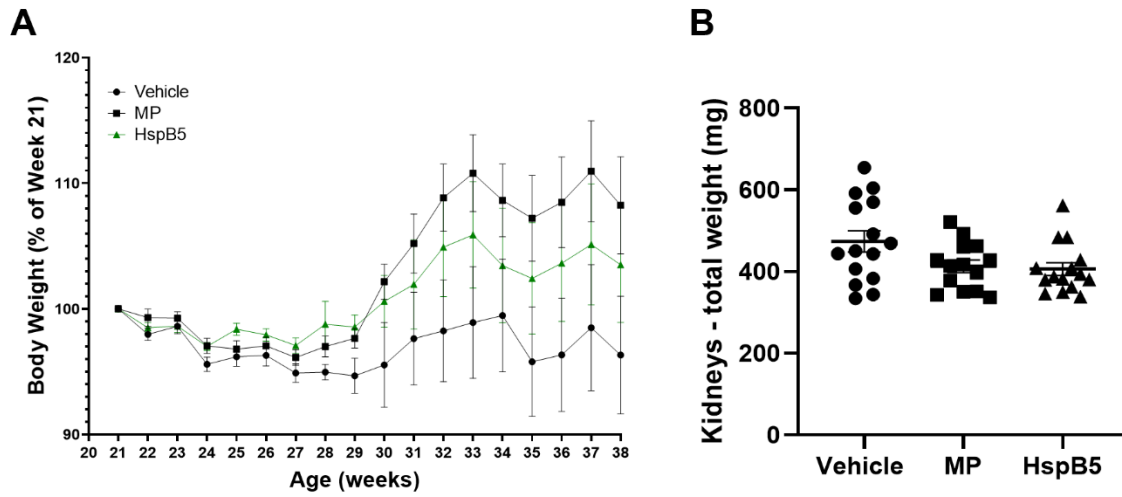 A
B
120
110
100
90
Body Weight (% of Week 21)
Vehicle
MP
HspB5
20 21 22 23 24 25 26 27 28 29 30 31 32 33 34 35 36 37 38
Age (weeks)
800
600
400
200
0
Kidneys - total weight (mg)
Vehicle MP HspB5